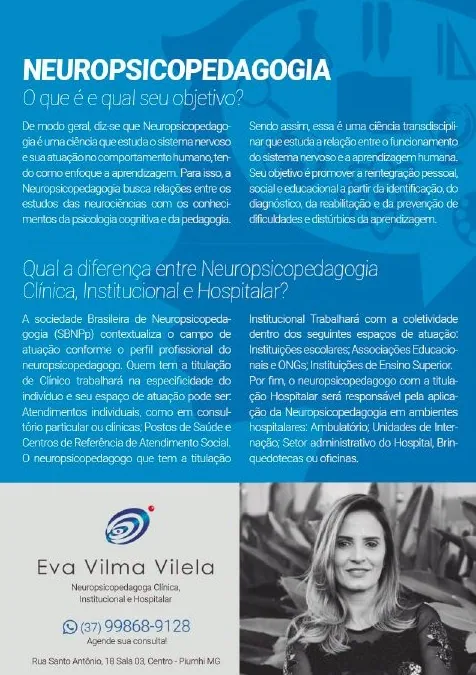 NEUROPSICOPEDAGOGIA
O que é e qual seu objetivo?
De modo geral, diz-se que Neuropsicopedago-
gia é uma ciência que estuda o sistema nervoso
e sua atuação no comportamento humano, ten-
do como enfoque a aprendizagem. Para isso, a
Neuropsicopedagogia busca relações entre os
estudos das neurociências com os conheci-
mentos da psicologia cognitiva e da pedagogia.
Sendo assim, essa é uma ciência transdiscipli-
nar que estuda a relação entre o funcionamento
do sistema nervoso e a aprendizagem humana.
Seu objetivo é promover a reintegração pessoal,
social e educacional a partir da identificação, do
diagnóstico, da reabilitação e da prevenção de
dificuldades e distúrbios da aprendizagem.
Qual a diferença entre Neuropsicopedagogia
Clínica, Institucional e Hospitalar?
A sociedade Brasileira de Neuropsicopeda-
gogia (SBNPp) contextualiza o campo de
atuação conforme o perfil profissional do
neuropsicopedagogo. Quem tem a titulação
de Clínico trabalhará na especificidade do
indivíduo e seu espaço de atuação pode ser:
Atendimentos individuais, como em consul-
tório particular ou clínicas; Postos de Saúde e
Centros de Referência de Atendimento Social.
O neuropsicopedagogo que tem a titulação
Institucional Trabalhará com a coletividade
dentro dos seguintes espaços de atuação:
Instituições escolares; Associações Educacio-
nais e ONGs; Instituições de Ensino Superior.
Por fim, o neuropsicopedagogo com a titula-
ção Hospitalar será responsável pela aplica-
ção da Neuropsicopedagogia em ambientes
hospitalares: Ambulatório; Unidades de Inter-
nação; Setor administrativo do Hospital, Brin-
quedotecas ou oficinas.
Eva Vilma Vilela
Neuropsicopedagoga Clínica,
Institucional e Hospitalar
(37) 99868-9128
Agende sua consulta!
Rua Santo Antônio, 18 Sala 03, Centro - Piumhi MG